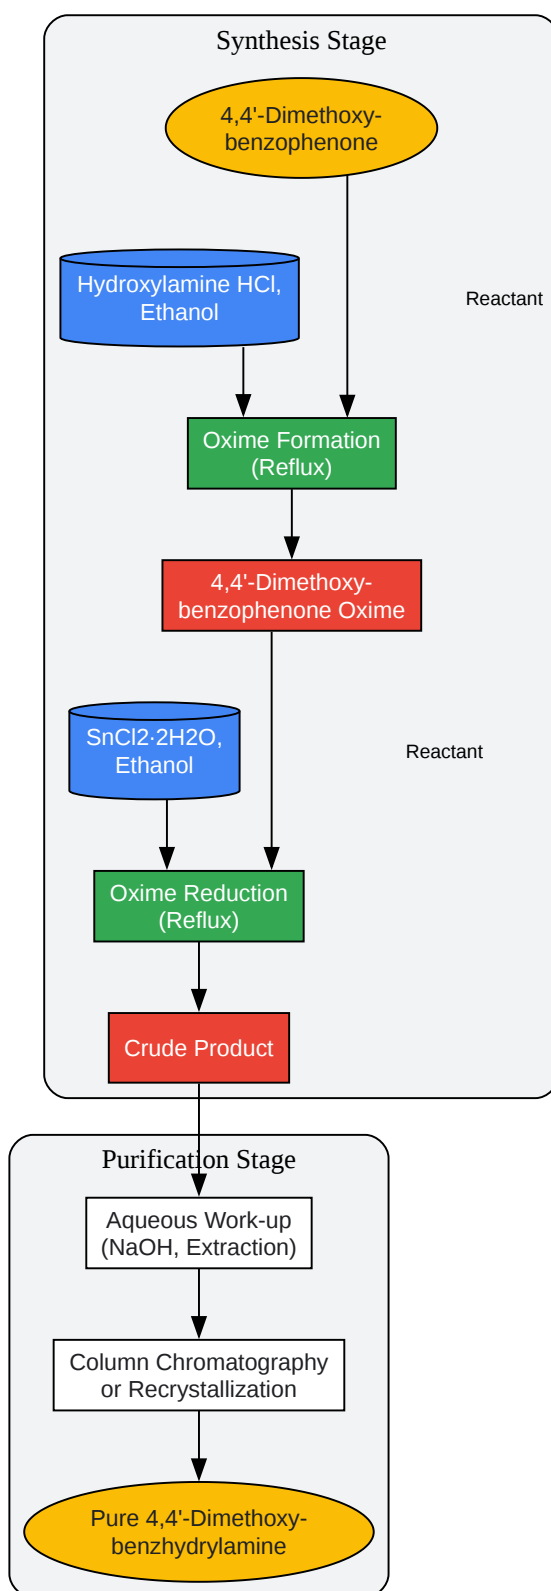 Synthesis Stage
4,4'-Dimethoxy-
benzophenone
Hydroxylamine HCl,
Ethanol
Reactant
Oxime Formation
(Reflux)
4,4'-Dimethoxy-
benzophenone Oxime
SnCl2·2H2O,
Ethanol
Reactant
Oxime Reduction
(Reflux)
Crude Product
Purification Stage
Aqueous Work-up
(NaOH, Extraction)
Column Chromatography
or Recrystallization
Pure 4,4'-Dimethoxy-
benzhydrylamine